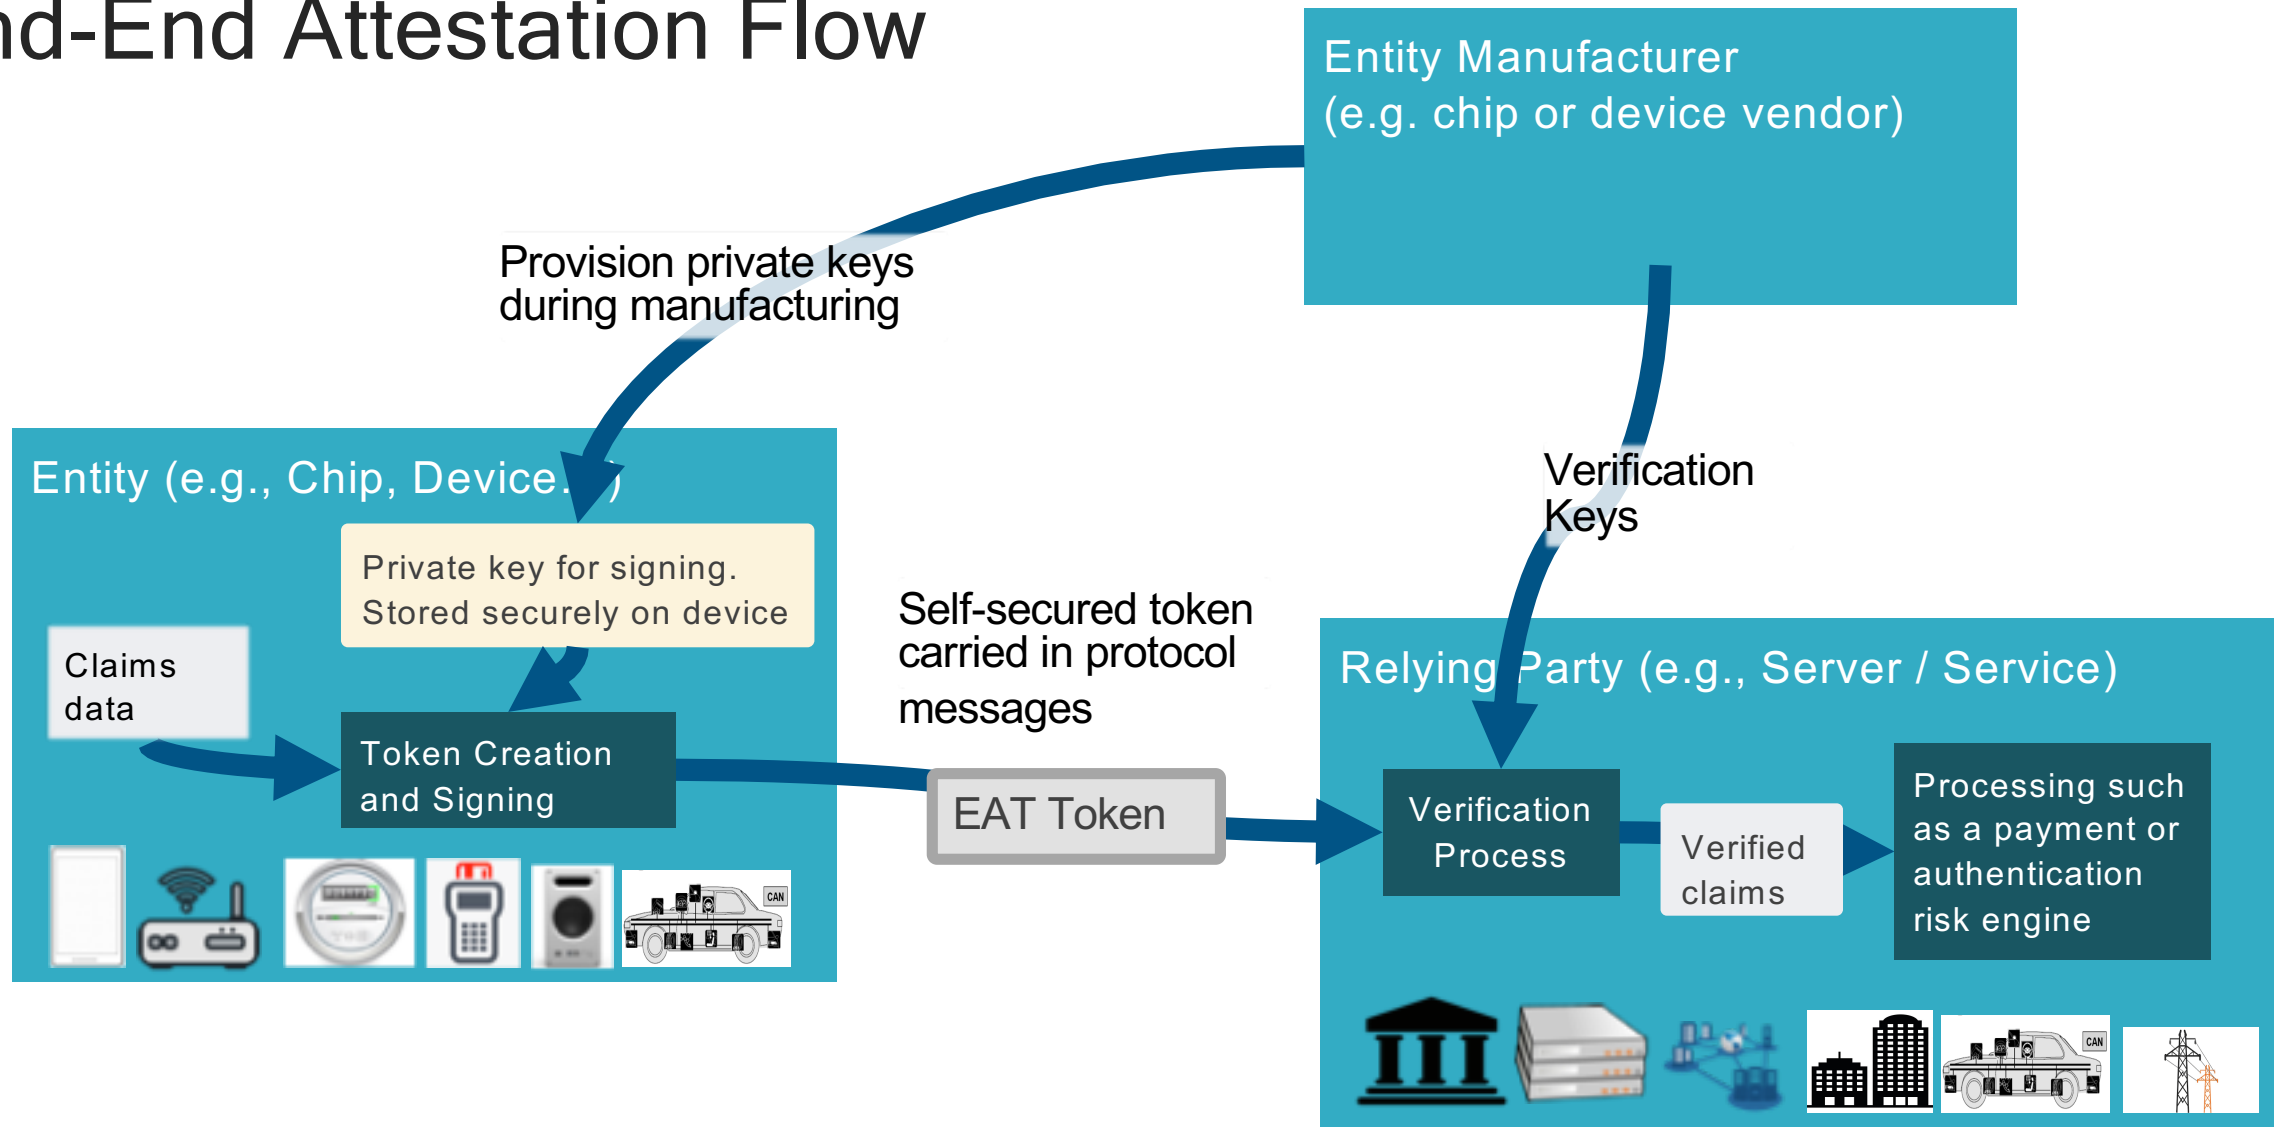 nd-End Attestation Flow
Entity Manufacturer
(e.g. chip or device vendor)
Provision private keys
during manufacturing
Entity (e.g., Chip, Device...)
Private key for signing.
Stored securely on device
Claims
data
Token Creation
and Signing
Self-secured token
carried in protocol
messages
EAT Token
Verification
Keys
Relying Party (e.g., Server / Service)
Verification
Process
Verified
claims
Processing such
as a payment or
authentication
risk engine
CAN
CAN